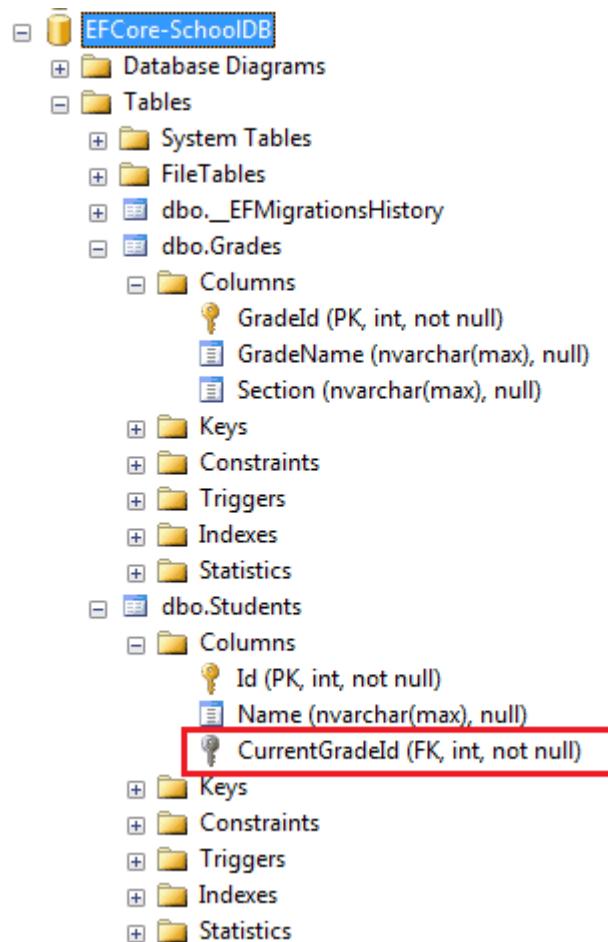 EFCore-SchoolDB
Database Diagrams
Tables
System Tables
FileTables
dbo.__EFMigrationsHistory
dbo.Grades
Columns
GradeId (PK, int, not null)
GradeName (nvarchar(max), null)
Section (nvarchar(max), null)
Keys
Constraints
Triggers
Indexes
Statistics
dbo.Students
Columns
Id (PK, int, not null)
Name (nvarchar(max), null)
CurrentGradeId (FK, int, not null)
Keys
Constraints
Triggers
Indexes
Statistics